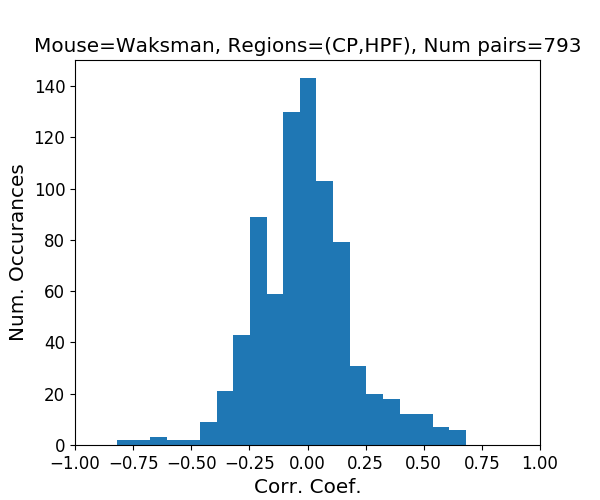 Mouse=Waksman, Regions=(CP,HPF), Num pairs=793
140
120
100
80
60
40
20
0
Num. Occurances
−1.00 −0.75 −0.50 −0.25 0.00 0.25 0.50 0.75 1.00
Corr. Coef.